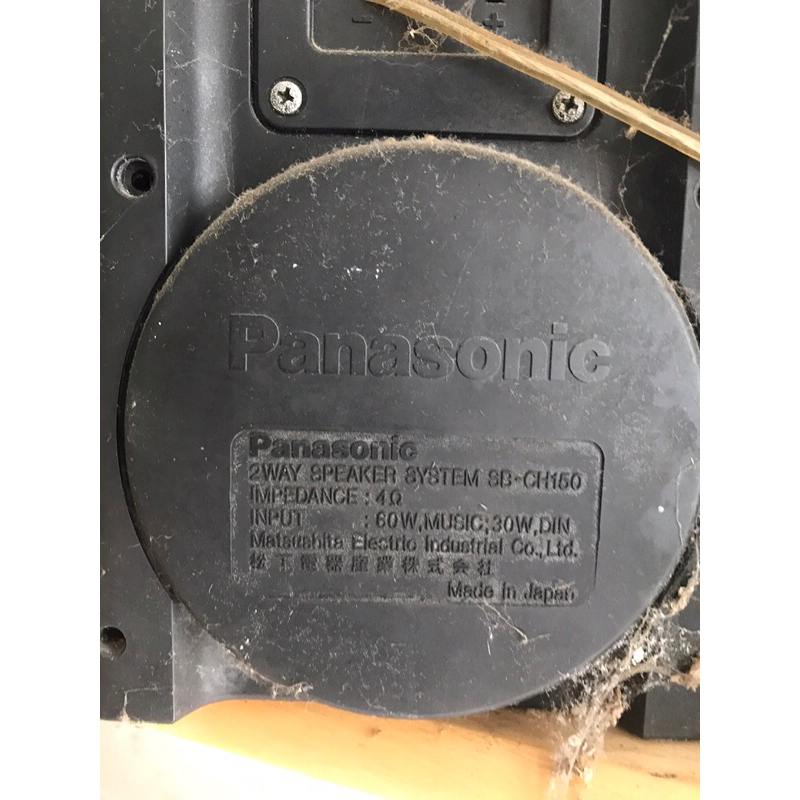 − +
Panasonic
Panasonic
2WAY SPEAKER SYSTEM SB-CH150
IMPEDANCE : 4Ω
INPUT : 60W,MUSIC;30W,DIN
Matsushita Electric Industrial Co.,Ltd.
松下電器産業株式会社
Made in Japan